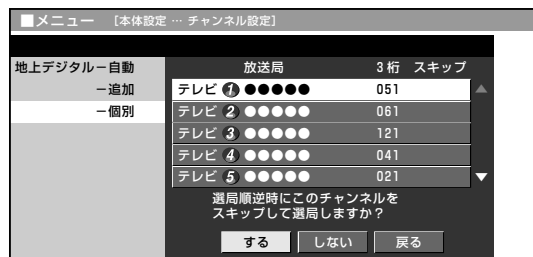 ■メニュー [本体設定 … チャンネル設定]
地上デジタルー自動 放送局 3桁 スキップ
ー追加 テレビ 1 ●●●●● 051
ー個別 テレビ 2 ●●●●● 061
テレビ 3 ●●●●● 121
テレビ 4 ●●●●● 041
テレビ 5 ●●●●● 021
選局順逆時にこのチャンネルを
スキップして選局しますか？
する しない 戻る